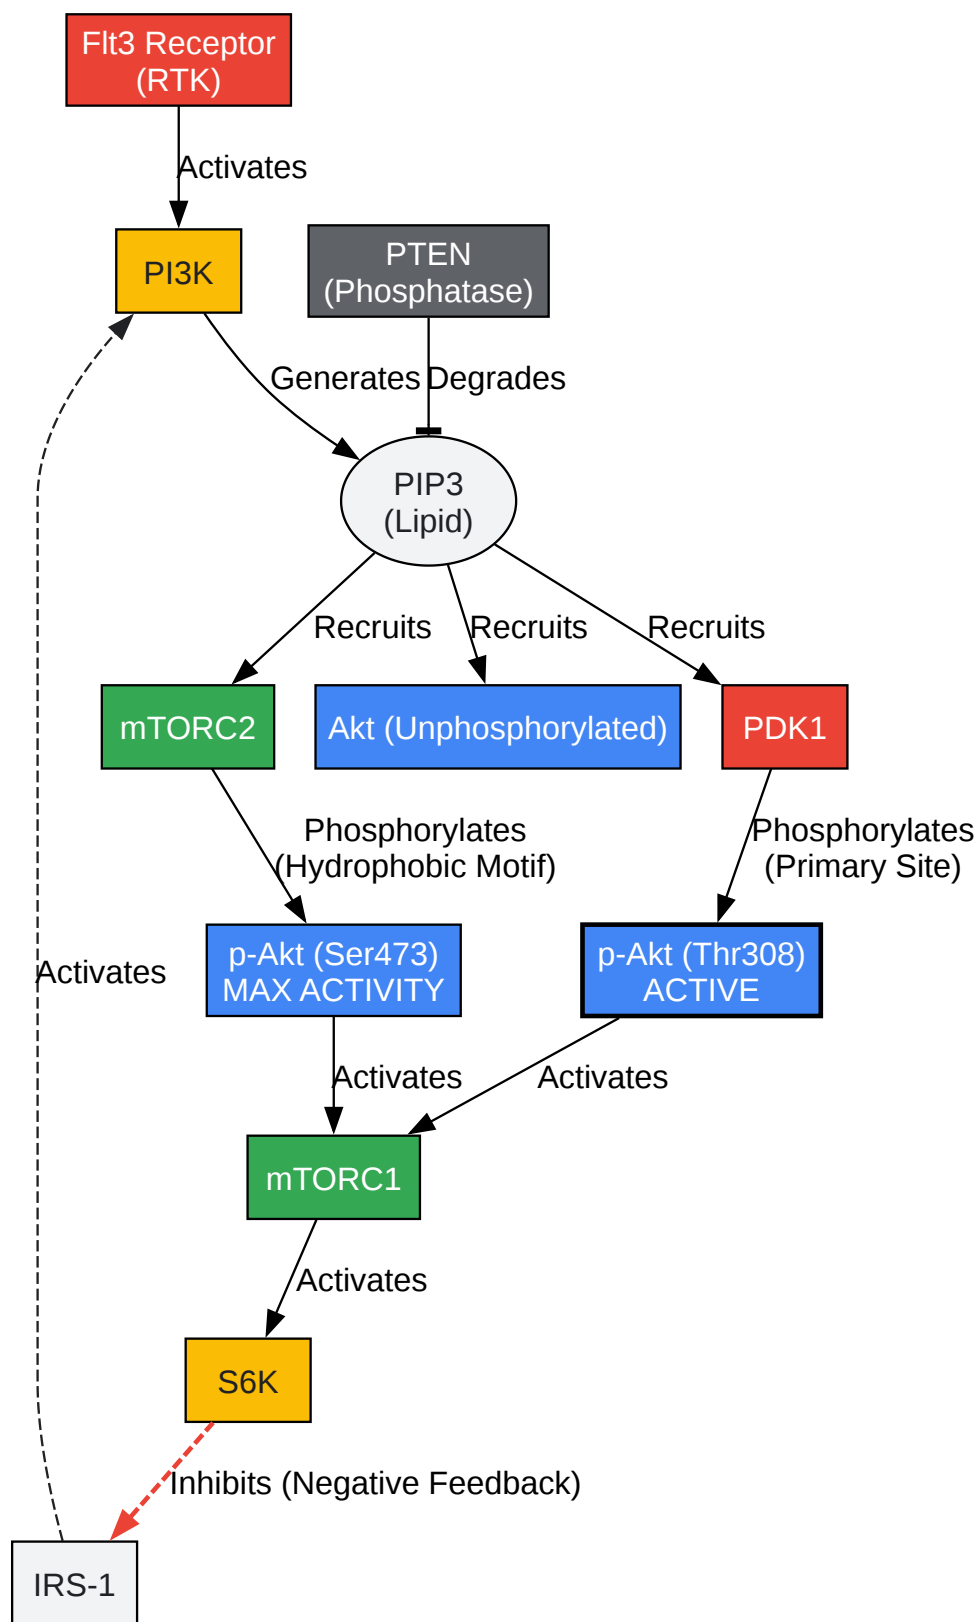 Flt3 Receptor
(RTK)
Activates
PI3K
PTEN
(Phosphatase)
Generates
Degrades
PIP3
(Lipid)
Recruits
Recruits
Recruits
mTORC2
Akt (Unphosphorylated)
PDK1
Phosphorylates
(Hydrophobic Motif)
Phosphorylates
(Primary Site)
p-Akt (Ser473)
MAX ACTIVITY
p-Akt (Thr308)
ACTIVE
Activates
Activates
Activates
mTORC1
Activates
S6K
Inhibits (Negative Feedback)
IRS-1